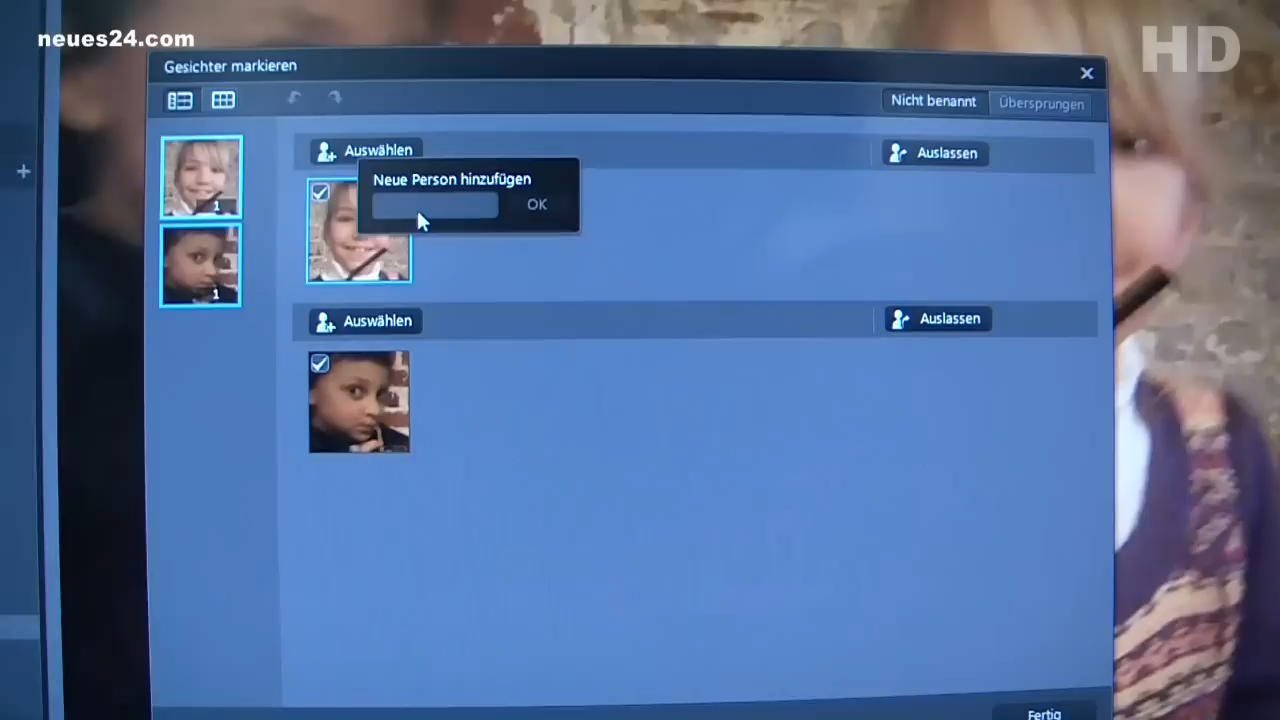 neues24.com
HD
Gesichter markieren
Nicht benannt
Übersprungen
Auswählen
Auslassen
Neue Person hinzufügen
OK
1
1
Auswählen
Auslassen
Fertig